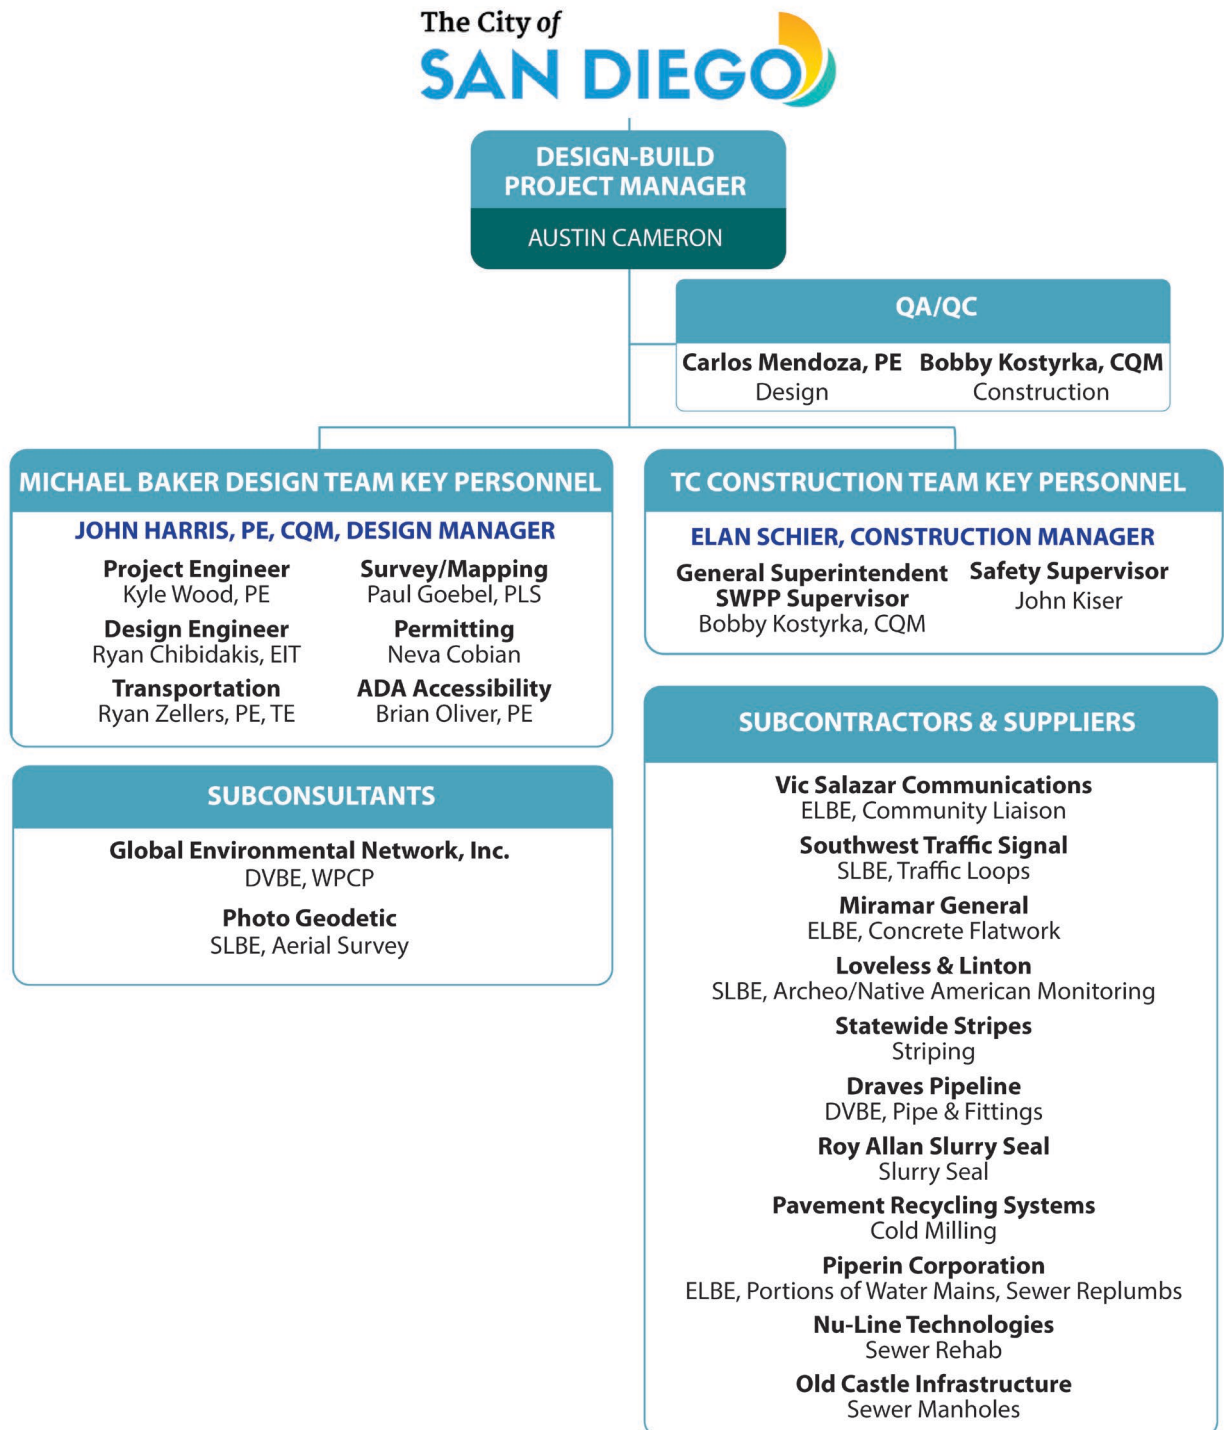 The City of
SAN DIEGO
DESIGN-BUILD
PROJECT MANAGER
AUSTIN CAMERON
QA/QC
Carlos Mendoza, PE
Design
Bobby Kostyrka, CQM
Construction
MICHAEL BAKER DESIGN TEAM KEY PERSONNEL
JOHN HARRIS, PE, CQM, DESIGN MANAGER
Project Engineer
Kyle Wood, PE
Design Engineer
Ryan Chibidakis, EIT
Transportation
Ryan Zellers, PE, TE
Survey/Mapping
Paul Goebel, PLS
Permitting
Neva Cobian
ADA Accessibility
Brian Oliver, PE
SUBCONSULTANTS
Global Environmental Network, Inc.
DVBE, WPCP
Photo Geodetic
SLBE, Aerial Survey
TC CONSTRUCTION TEAM KEY PERSONNEL
ELAN SCHIER, CONSTRUCTION MANAGER
General Superintendent
SWPP Supervisor
Bobby Kostyrka, CQM
Safety Supervisor
John Kiser
SUBCONTRACTORS & SUPPLIERS
Vic Salazar Communications
ELBE, Community Liaison
Southwest Traffic Signal
SLBE, Traffic Loops
Miramar General
ELBE, Concrete Flatwork
Loveless & Linton
SLBE, Archeo/Native American Monitoring
Statewide Stripes
Striping
Draves Pipeline
DVBE, Pipe & Fittings
Roy Allan Slurry Seal
Slurry Seal
Pavement Recycling Systems
Cold Milling
Piperin Corporation
ELBE, Portions of Water Mains, Sewer Replumbs
Nu-Line Technologies
Sewer Rehab
Old Castle Infrastructure
Sewer Manholes